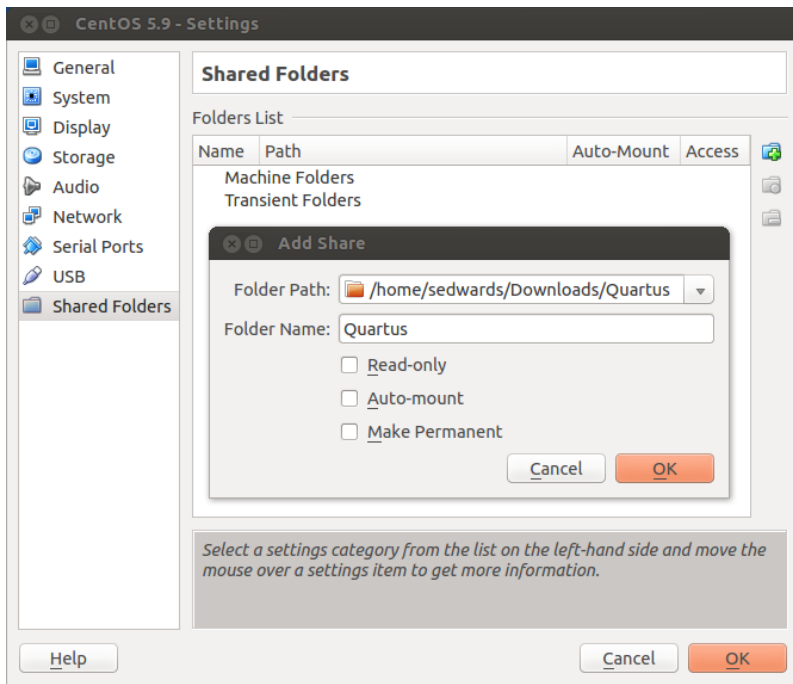 CentOS 5.9 - Settings
General
System
Display
Storage
Audio
Network
Serial Ports
USB
Shared Folders
Shared Folders
Folders List
Name Path Auto-Mount Access
Machine Folders
Transient Folders
Add Share
Folder Path: /home/sedwards/Downloads/Quartus
Folder Name: Quartus
Read-only
Auto-mount
Make Permanent
Cancel OK
Select a settings category from the list on the left-hand side and move the
mouse over a settings item to get more information.
Help Cancel OK